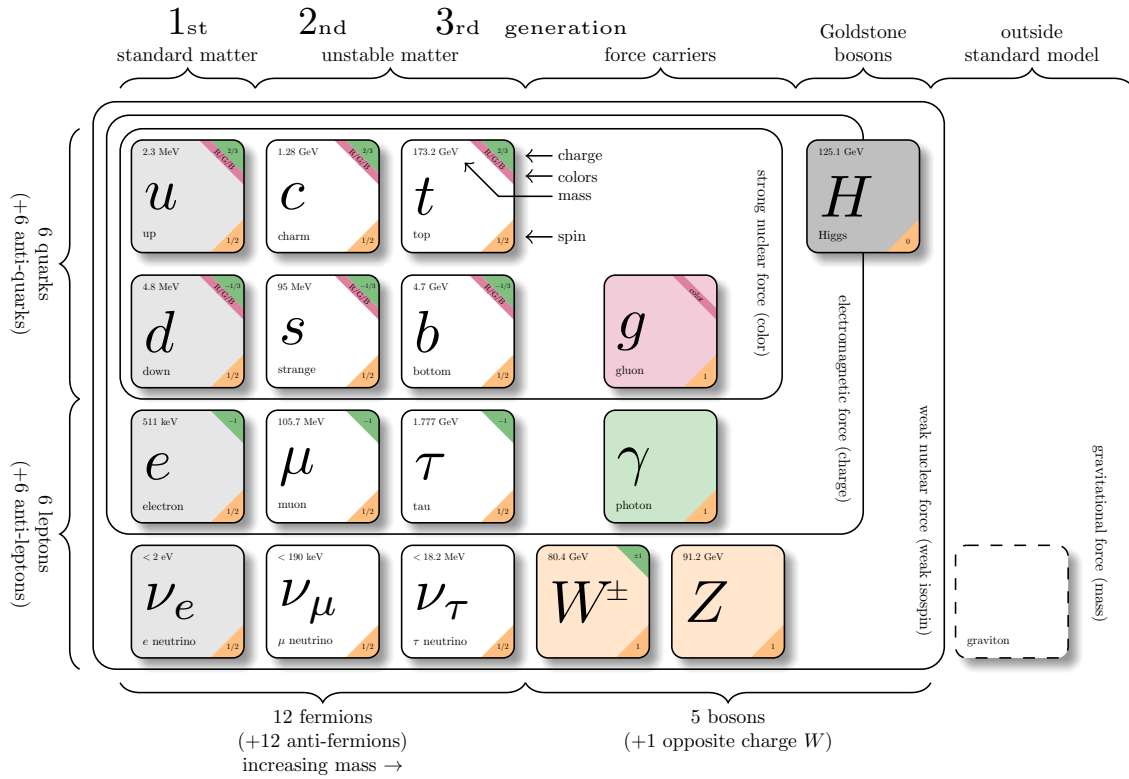 1st 2nd 3rd generation
standard matter
unstable matter
force carriers
Goldstone
bosons
outside
standard model
6 quarks
(+6 anti-quarks)
6 leptons
(+6 anti-leptons)
2.3 MeV
2/3
R/G/B
u
up
1/2
1.28 GeV
2/3
R/G/B
c
charm
1/2
173.2 GeV
2/3
R/G/B
t
top
1/2
charge
colors
mass
spin
125.1 GeV
H
Higgs
0
4.8 MeV
−1/3
R/G/B
d
down
1/2
95 MeV
−1/3
R/G/B
s
strange
1/2
4.7 GeV
−1/3
R/G/B
b
bottom
1/2
color
g
gluon
1
strong nuclear force (color)
511 keV
−1
e
electron
1/2
105.7 MeV
−1
μ
muon
1/2
1.777 GeV
−1
τ
tau
1/2
γ
photon
1
electromagnetic force (charge)
< 2 eV
νe
e neutrino
1/2
< 190 keV
νμ
μ neutrino
1/2
< 18.2 MeV
ντ
τ neutrino
1/2
80.4 GeV
±1
W±
1
91.2 GeV
Z
1
weak nuclear force (weak isospin)
graviton
gravitational force (mass)
12 fermions
(+12 anti-fermions)
increasing mass →
5 bosons
(+1 opposite charge W)